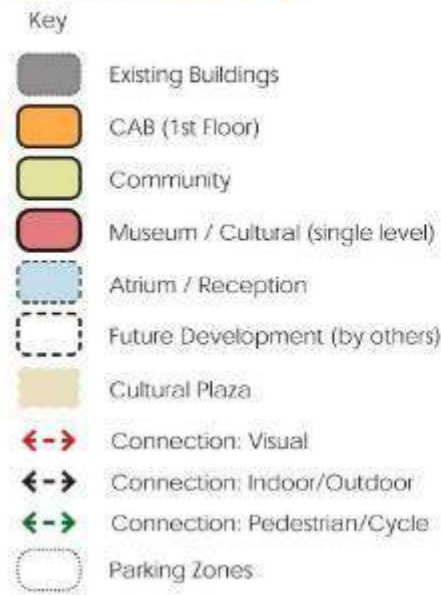 Key
Existing Buildings
CAB (1st Floor)
Community
Museum / Cultural (single level)
Atrium / Reception
Future Development (by others)
Cultural Plaza
Connection: Visual
Connection: Indoor/Outdoor
Connection: Pedestrian/Cycle
Parking Zones